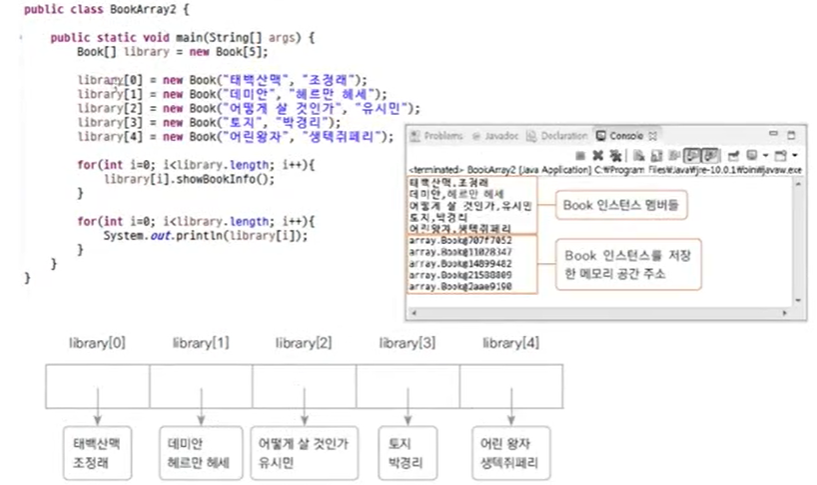 public class BookArray2 {
public static void main(String[] args) {
Book[] library = new Book[5];
library[0] = new Book("태백산맥", "조정래");
library[1] = new Book("데미안", "헤르만 헤세");
library[2] = new Book("어떻게 살 것인가", "유시민");
library[3] = new Book("토지", "박경리");
library[4] = new Book("어린왕자", "생텍쥐페리");
for(int i=0; i<library.length; i++){
library[i].showBookInfo();
}
for(int i=0; i<library.length; i++){
System.out.println(library[i]);
}
}
}
Problems @ Javadoc Declaration Console
<terminated> BookArray2 [Java Application] C:₩Program Files₩Java₩jre-10.0.1₩bin₩javaw.exe
태백산맥,조정래
데미안,헤르만 헤세
어떻게 살 것인가,유시민
토지,박경리
어린왕자,생텍쥐페리
array.Book@707f7052
array.Book@11028347
array.Book@14899482
array.Book@21588809
array.Book@2aae9190
Book 인스턴스 멤버들
Book 인스턴스를 저장
한 메모리 공간 주소
library[0] library[1] library[2] library[3] library[4]
태백산맥 데미안 어떻게 살 것인가 토지 어린 왕자
조정래 헤르만 헤세 유시민 박경리 생텍쥐페리